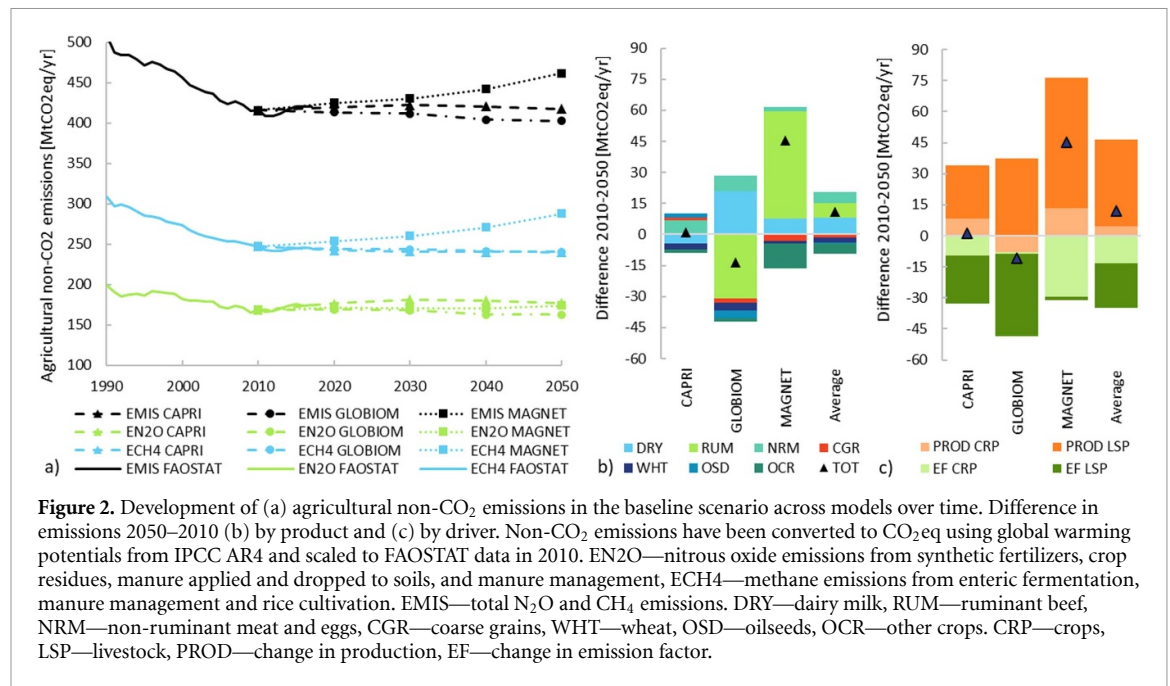 Agricultural non-CO2 emissions [MtCO2eq/yr]
500
450
400
350
300
250
200
150
100
1990 2000 2010 2020 2030 2040 2050
EMIS CAPRI EMIS GLOBIOM EMIS MAGNET
EN2O CAPRI EN2O GLOBIOM EN2O MAGNET
ECH4 CAPRI ECH4 GLOBIOM ECH4 MAGNET
a) EMIS FAOSTAT EN2O FAOSTAT ECH4 FAOSTAT
Difference 2010-2050 [MtCO2eq/yr]
90
75
60
45
30
15
0
-15
-30
-45
-60
CAPRI GLOBIOM MAGNET Average
DRY RUM NRM CGR
b) WHT OSD OCR TOT
Difference 2010-2050 [MtCO2eq/yr]
90
75
60
45
30
15
0
-15
-30
-45
-60
CAPRI GLOBIOM MAGNET Average
PROD CRP PROD LSP
c) EF CRP EF LSP
Figure 2. Development of (a) agricultural non-CO₂ emissions in the baseline scenario across models over time. Difference in
emissions 2050–2010 (b) by product and (c) by driver. Non-CO₂ emissions have been converted to CO₂eq using global warming
potentials from IPCC AR4 and scaled to FAOSTAT data in 2010. EN2O—nitrous oxide emissions from synthetic fertilizers, crop
residues, manure applied and dropped to soils, and manure management, ECH4—methane emissions from enteric fermentation,
manure management and rice cultivation. EMIS—total N₂O and CH₄ emissions. DRY—dairy milk, RUM—ruminant beef,
NRM—non-ruminant meat and eggs, CGR—coarse grains, WHT—wheat, OSD—oilseeds, OCR—other crops. CRP—crops,
LSP—livestock, PROD—change in production, EF—change in emission factor.